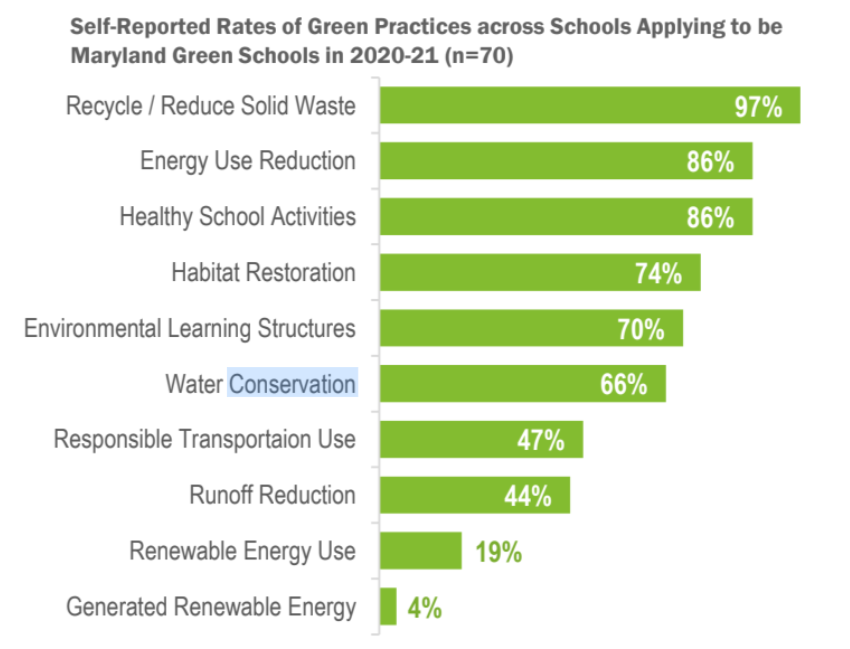 Self-Reported Rates of Green Practices across Schools Applying to be
Maryland Green Schools in 2020-21 (n=70)
Recycle / Reduce Solid Waste 97%
Energy Use Reduction 86%
Healthy School Activities 86%
Habitat Restoration 74%
Environmental Learning Structures 70%
Water Conservation 66%
Responsible Transportaion Use 47%
Runoff Reduction 44%
Renewable Energy Use 19%
Generated Renewable Energy 4%